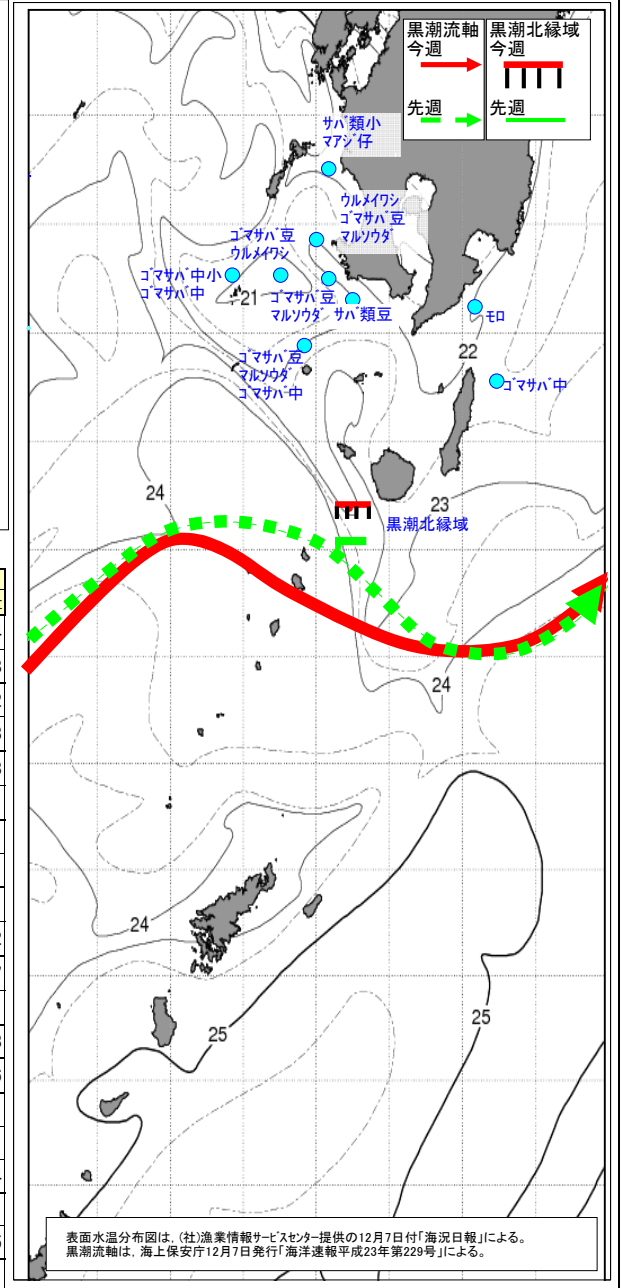 黒潮流軸
今週
先週
黒潮北縁域
今週
先週
サバ類小
マアジ仔
ウルメイワシ
ゴマサバ豆
マルソウダ
ゴマサバ豆
ウルメイワシ
ゴマサバ中小
ゴマサバ中
21
ゴマサバ豆
マルソウダ
サバ類豆
モロ
22
ゴマサバ豆
マルソウダ
ゴマサバ中
ゴマサバ中
24
23
黒潮北縁域
24
24
25
25
表面水温分布図は，(社)漁業情報サービスセンター提供の12月7日付「海況日報」による。
黒潮流軸は，海上保安庁12月7日発行「海洋速報平成23年第229号」による。